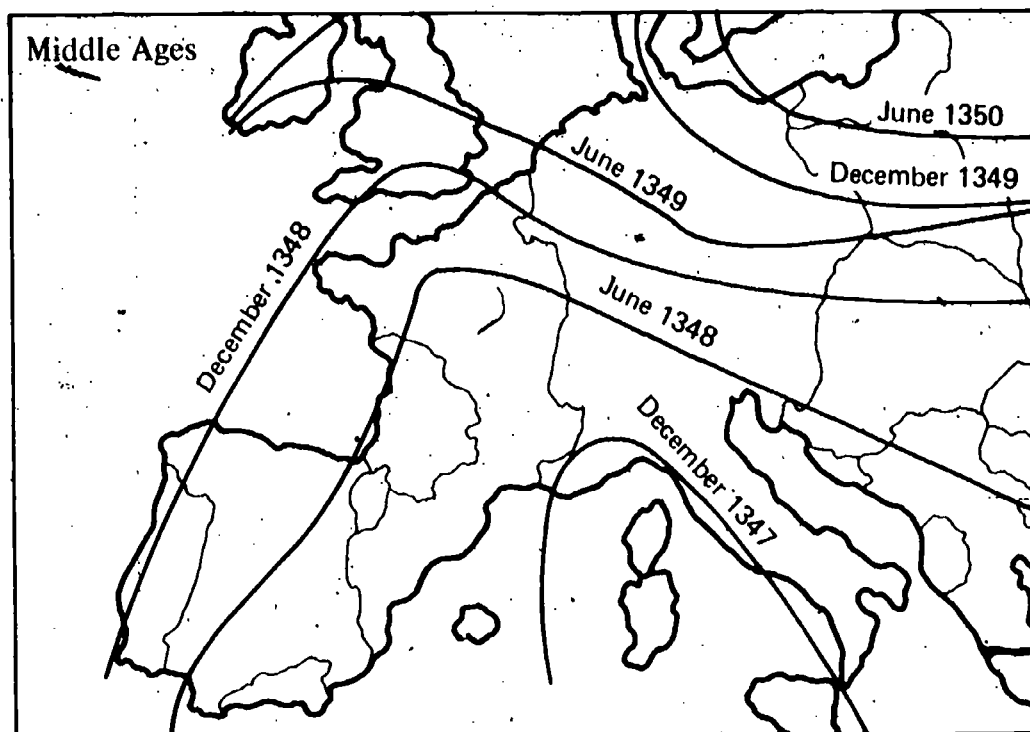 Middle Ages
June 1350
December 1349
June 1349
December 1348
June 1348
December 1347